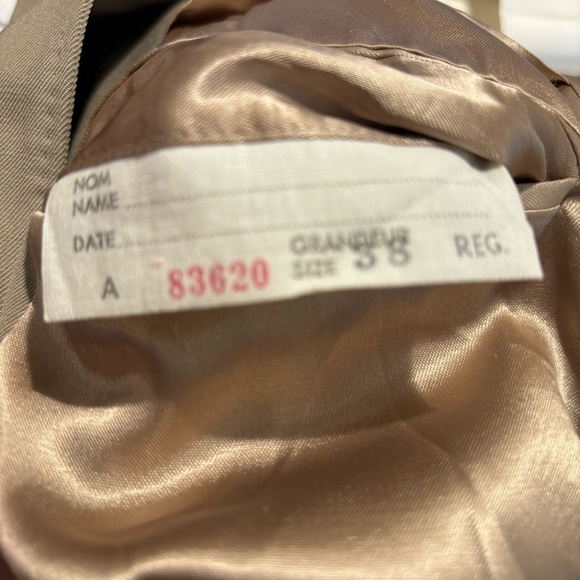 NOM
NAME
DATE
GRANDEUR
A 83620 SIZE 38 REG.